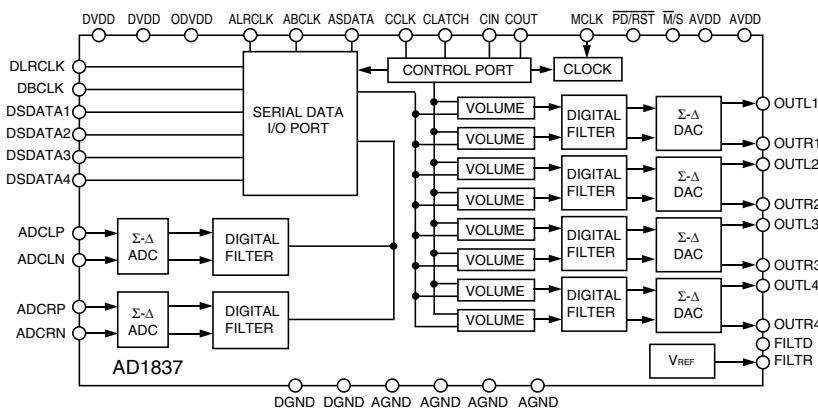 DVDD DVDD ODVDD ALRCLK ABCLK ASDATA CCLK CLATCH CIN COUT MCLK PD/RST M/S AVDD AVDD
DLRCLK
DBCLK
DSDATA1
DSDATA2
DSDATA3
DSDATA4
ADCLP
ADCLN
ADCRP
ADCRN
SERIAL DATA
I/O PORT
CONTROL PORT
CLOCK
Σ-Δ
ADC
DIGITAL
FILTER
Σ-Δ
ADC
DIGITAL
FILTER
VOLUME
VOLUME
DIGITAL
FILTER
Σ-Δ
DAC
VOLUME
VOLUME
DIGITAL
FILTER
Σ-Δ
DAC
VOLUME
VOLUME
DIGITAL
FILTER
Σ-Δ
DAC
VOLUME
VOLUME
DIGITAL
FILTER
Σ-Δ
DAC
OUTL1
OUTR1
OUTL2
OUTR2
OUTL3
OUTR3
OUTL4
OUTR4
FILTD
FILTR
VREF
AD1837
DGND DGND AGND AGND AGND AGND